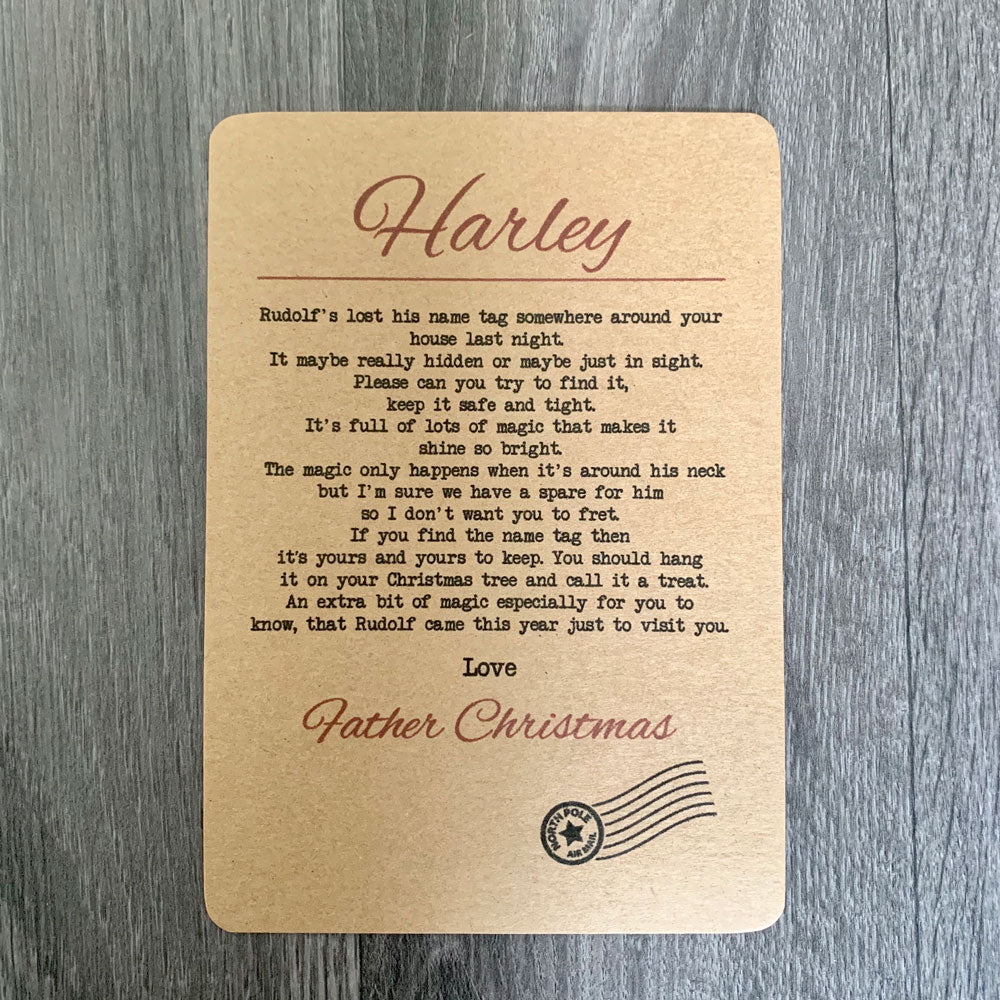 Harley
Rudolf's lost his name tag somewhere around your
house last night.
It maybe really hidden or maybe just in sight.
Please can you try to find it,
keep it safe and tight.
It's full of lots of magic that makes it
shine so bright.
The magic only happens when it's around his neck
but I'm sure we have a spare for him
so I don't want you to fret.
If you find the name tag then
it's yours and yours to keep. You should hang
it on your Christmas tree and call it a treat.
An extra bit of magic especially for you to
know, that Rudolf came this year just to visit you.
Love
Father Christmas
NORTH POLE
AIR MAIL